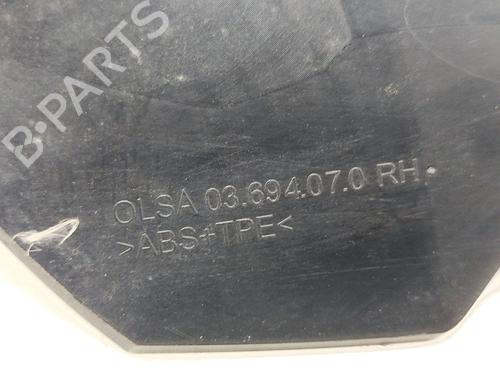 B-PARTS
OLSA 03.694.07.0 RH.
>ABS+TPE<